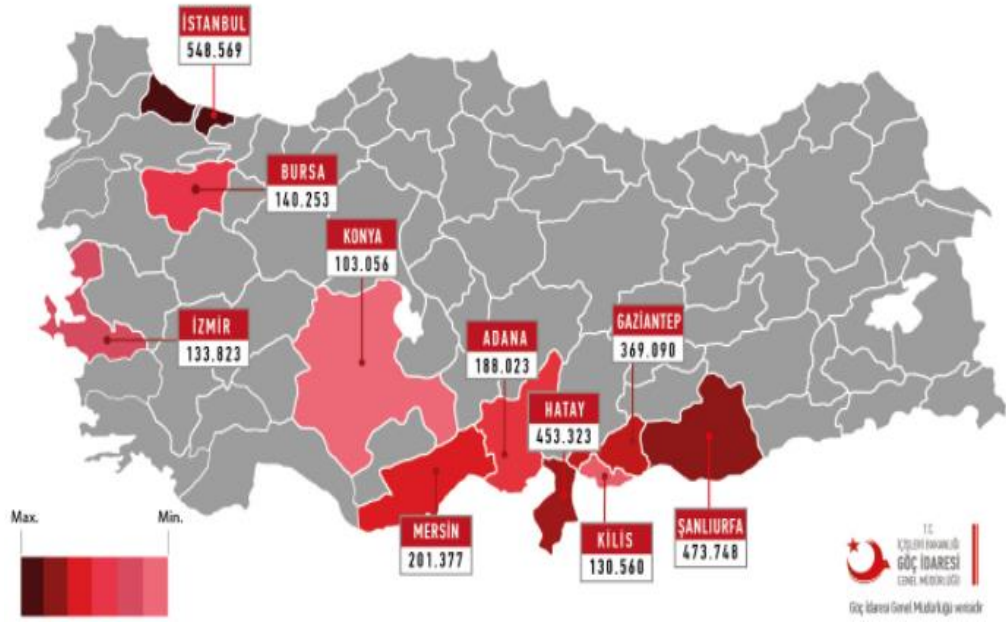 İSTANBUL
548.569
BURSA
140.253
KONYA
103.056
İZMİR
133.823
ADANA
188.023
GAZİANTEP
369.090
HATAY
453.323
MERSİN
201.377
KİLİS
130.560
ŞANLIURFA
473.748
Max. Min.
T.C.
İÇİŞLERİ BAKANLIĞI
GÖÇ İDARESİ
GENEL MÜDÜRLÜĞÜ
Göç İdaresi Genel Müdürlüğü verisidir